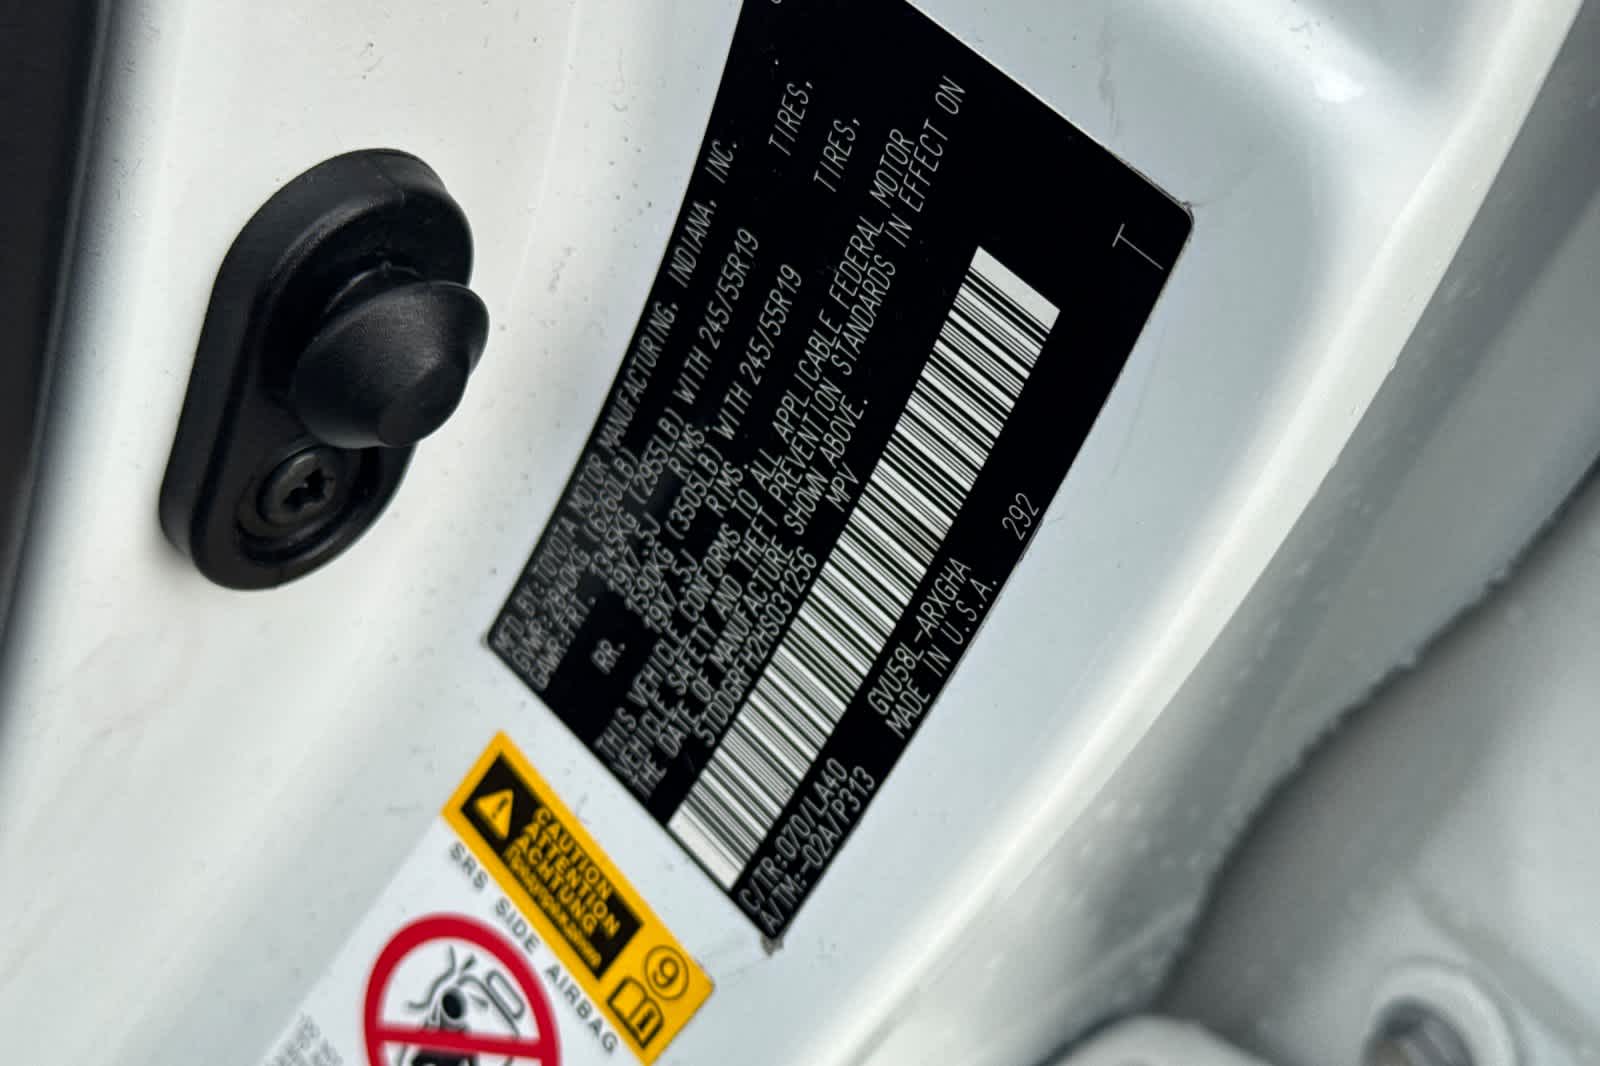 MFD. BY: TOYOTA MOTOR MANUFACTURING, INDIANA, INC.
GVWR: 2840KG (6260LB)
GAWR: FRT. 1345KG (2965LB) WITH 245/55R19 TIRES,
19X7.5J RIMS,
RR. 1590KG (3505LB) WITH 245/55R19 TIRES,
19X7.5J RIMS.
THIS VEHICLE CONFORMS TO ALL APPLICABLE FEDERAL MOTOR
VEHICLE SAFETY AND THEFT PREVENTION STANDARDS IN EFFECT ON
THE DATE OF MANUFACTURE SHOWN ABOVE.
5TDDGRFH2HS031256 MPV
C/TR: 070/LA40 GVU58L-ARXGHA 292
A/TM:-02A/P313 MADE IN U.S.A.
T
CAUTION
ATTENTION
ACHTUNG
9
SRS SIDE AIRBAG